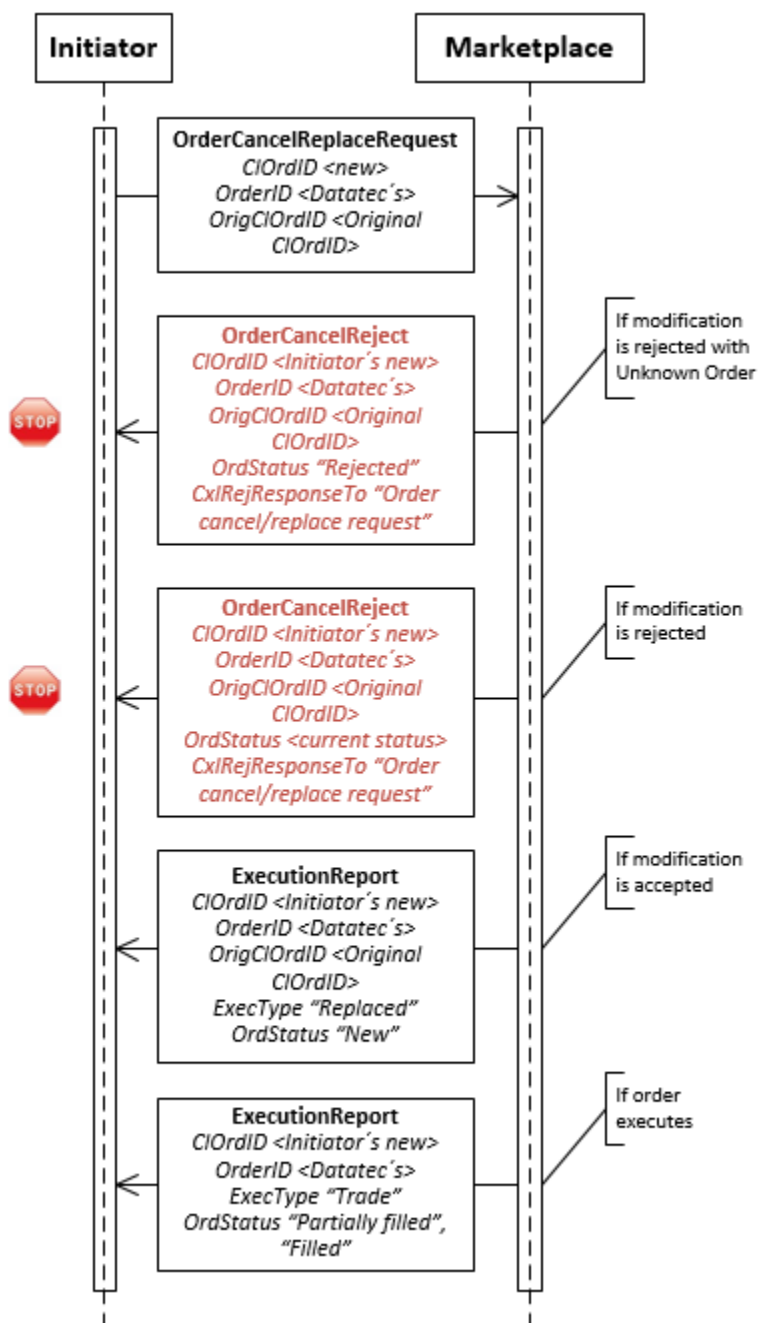 Initiator
Marketplace
OrderCancelReplaceRequest
ClOrdID <new>
OrderID <Datatec´s>
OrigClOrdID <Original
ClOrdID>
If modification
is rejected with
Unknown Order
OrderCancelReject
ClOrdID <Initiator´s new>
OrderID <Datatec´s>
OrigClOrdID <Original
ClOrdID>
OrdStatus “Rejected”
CxlRejResponseTo “Order
cancel/replace request”
STOP
If modification
is rejected
OrderCancelReject
ClOrdID <Initiator´s new>
OrderID <Datatec´s>
OrigClOrdID <Original
ClOrdID>
OrdStatus <current status>
CxlRejResponseTo “Order
cancel/replace request”
STOP
If modification
is accepted
ExecutionReport
ClOrdID <Initiator´s new>
OrderID <Datatec´s>
OrigClOrdID <Original
ClOrdID>
ExecType “Replaced”
OrdStatus “New”
If order
executes
ExecutionReport
ClOrdID <Initiator´s new>
OrderID <Datatec´s>
ExecType “Trade”
OrdStatus “Partially filled”,
“Filled”